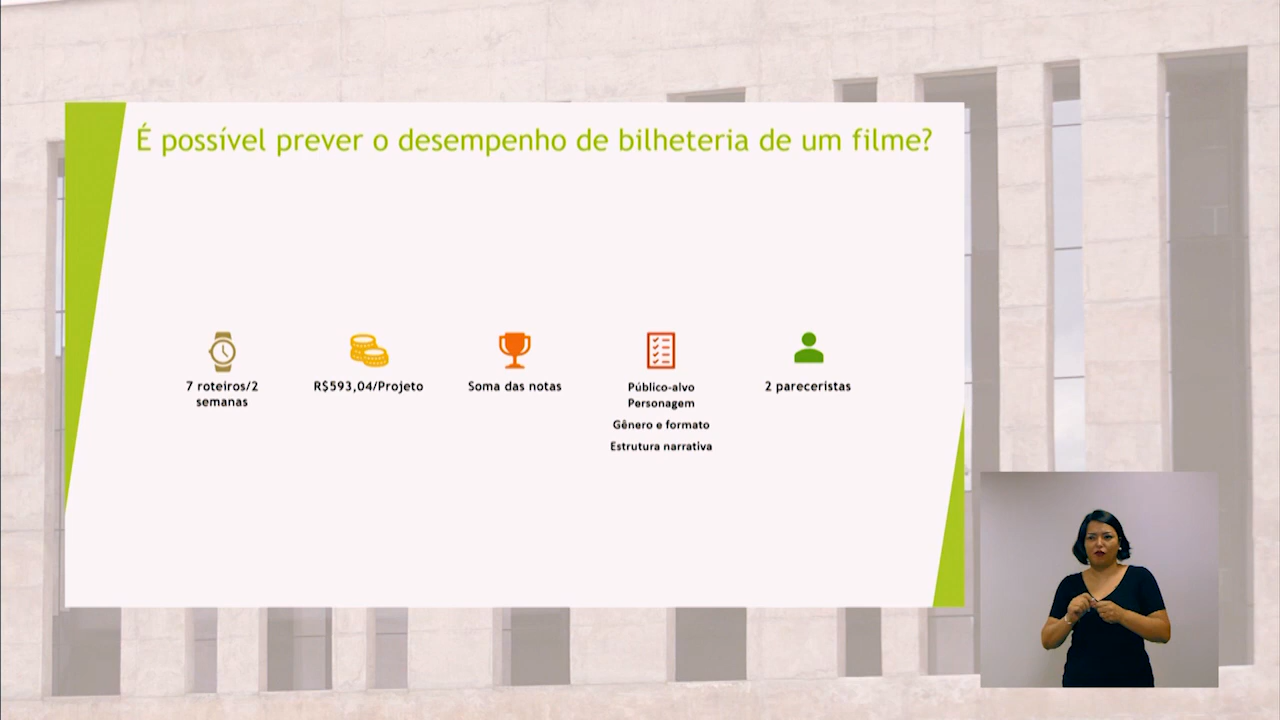 É possível prever o desempenho de bilheteria de um filme?
7 roteiros/2
semanas
R$593,04/Projeto
Soma das notas
Público-alvo
Personagem
Gênero e formato
Estrutura narrativa
2 pareceristas